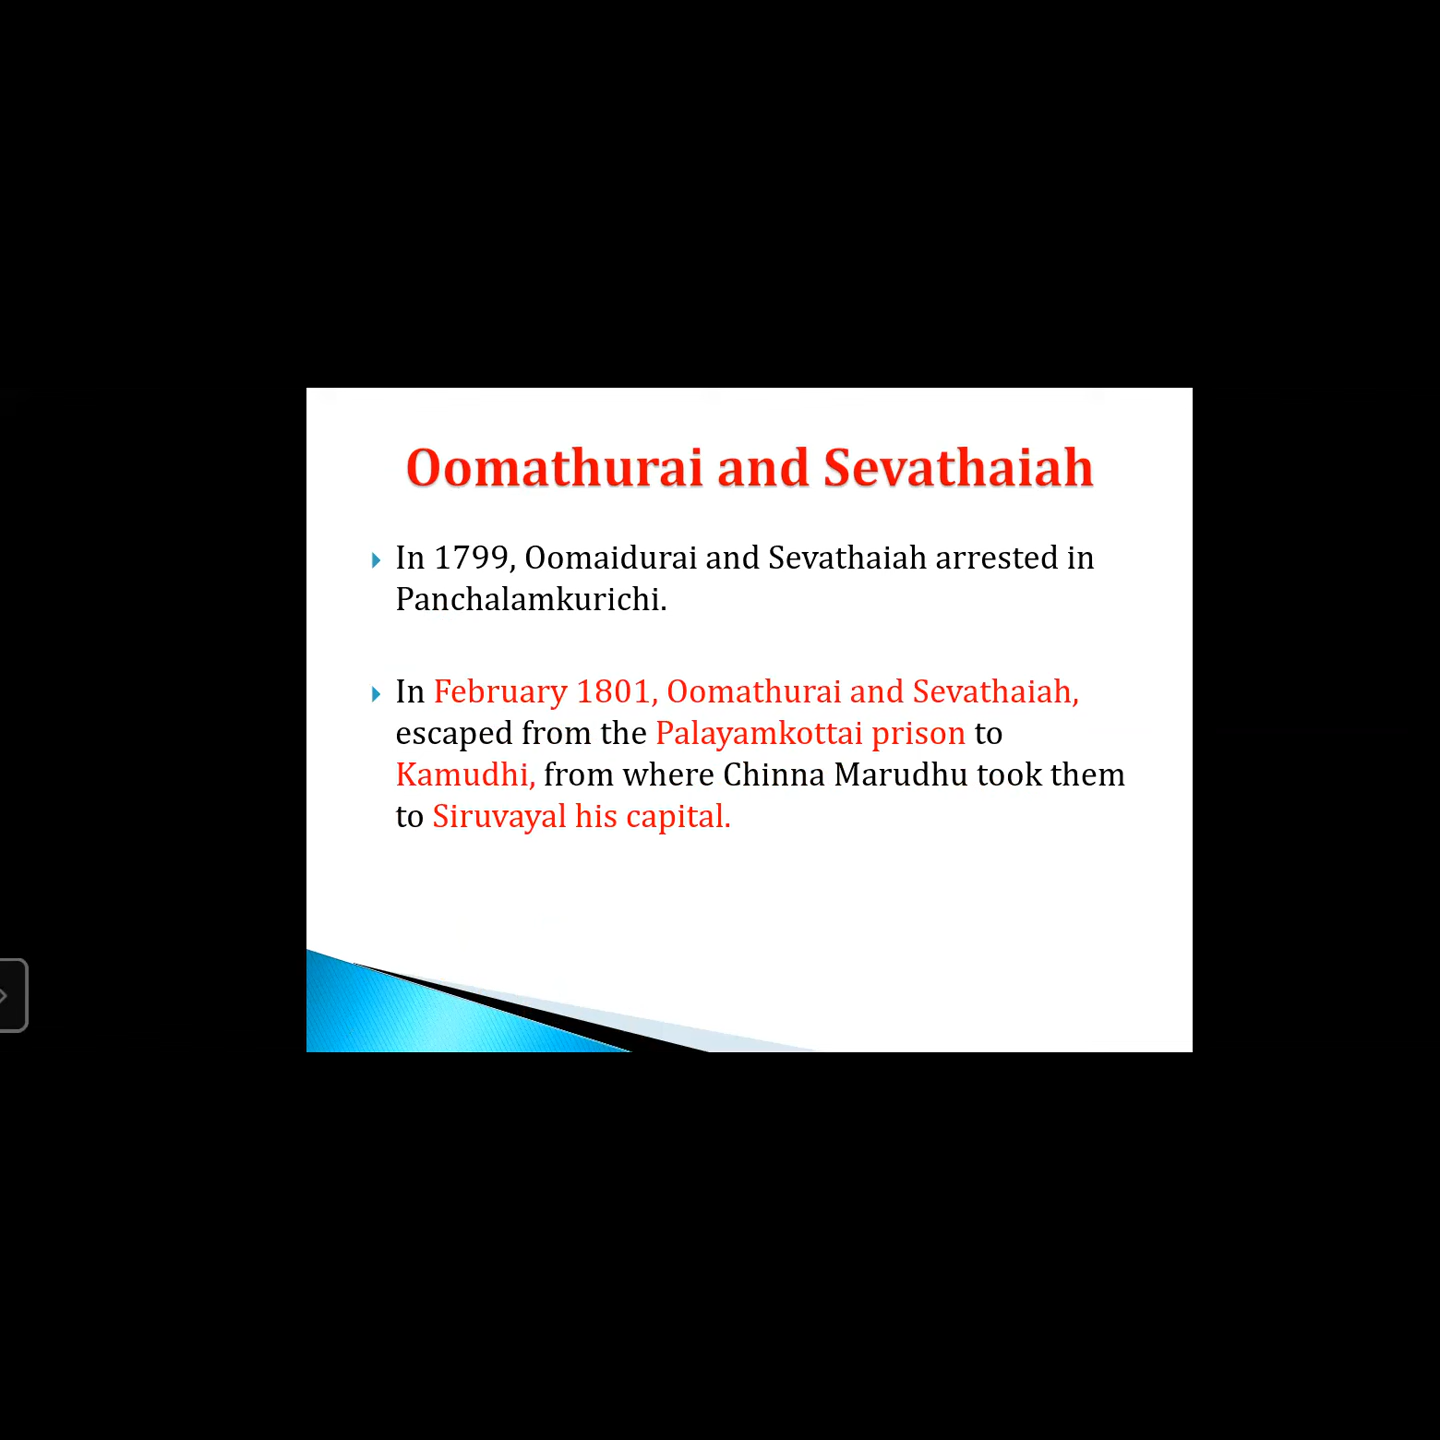 Oomathurai and Sevathaiah
In 1799, Oomaidurai and Sevathaiah arrested in
Panchalamkurichi.
In February 1801, Oomathurai and Sevathaiah,
escaped from the Palayamkottai prison to
Kamudhi, from where Chinna Marudhu took them
to Siruvayal his capital.